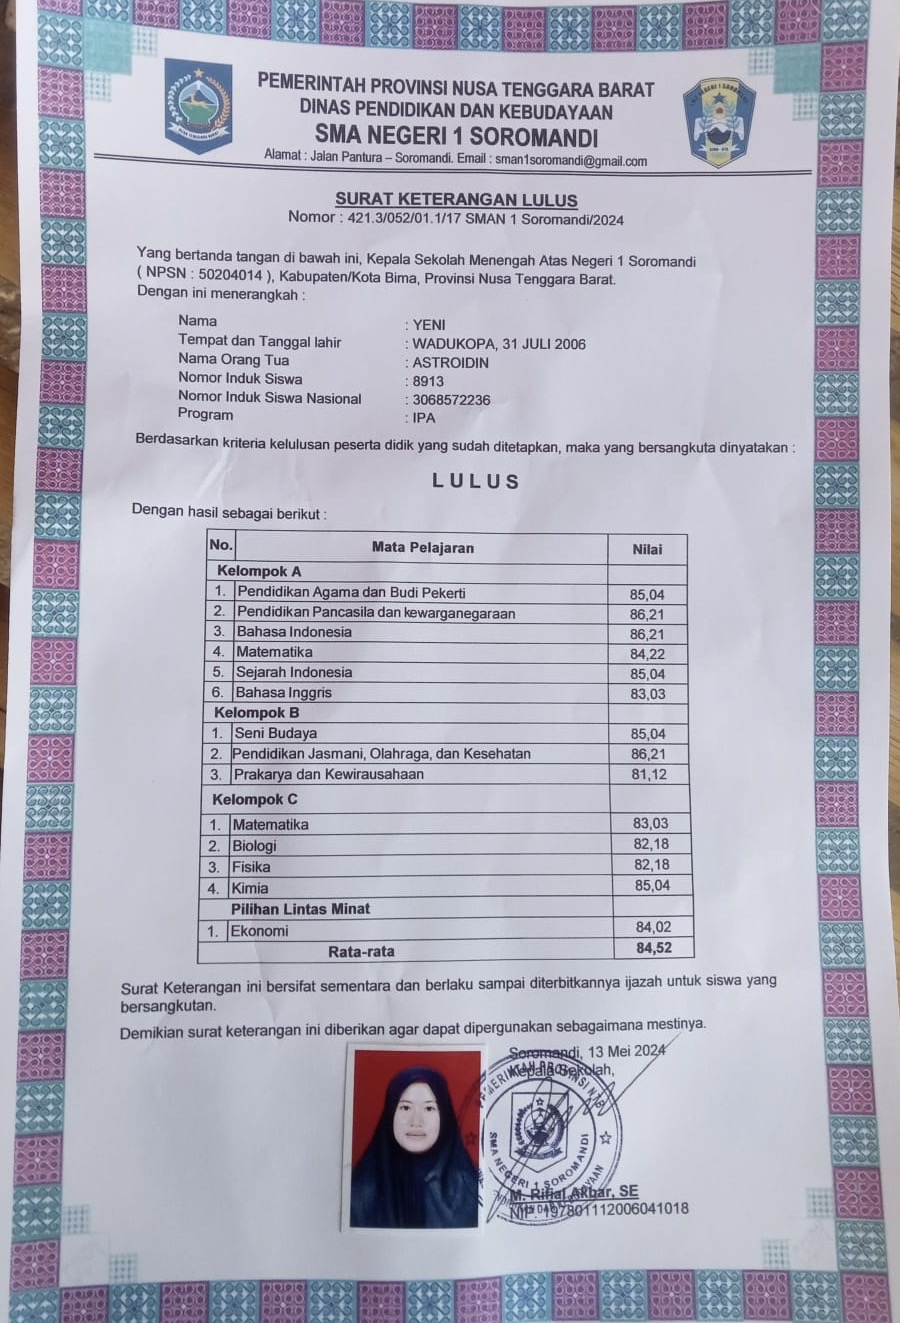 PEMERINTAH PROVINSI NUSA TENGGARA BARAT
DINAS PENDIDIKAN DAN KEBUDAYAAN
SMA NEGERI 1 SOROMANDI
Alamat : Jalan Pantura – Soromandi. Email : sman1soromandi@gmail.com
SURAT KETERANGAN LULUS
Nomor : 421.3/052/01.1/17 SMAN 1 Soromandi/2024
Yang bertanda tangan di bawah ini, Kepala Sekolah Menengah Atas Negeri 1 Soromandi
( NPSN : 50204014 ), Kabupaten/Kota Bima, Provinsi Nusa Tenggara Barat.
Dengan ini menerangkah :
Nama : YENI
Tempat dan Tanggal lahir : WADUKOPA, 31 JULI 2006
Nama Orang Tua : ASTROIDIN
Nomor Induk Siswa : 8913
Nomor Induk Siswa Nasional : 3068572236
Program : IPA
Berdasarkan kriteria kelulusan peserta didik yang sudah ditetapkan, maka yang bersangkuta dinyatakan :
L U L U S
Dengan hasil sebagai berikut :
No. Mata Pelajaran Nilai
Kelompok A
1. Pendidikan Agama dan Budi Pekerti 85,04
2. Pendidikan Pancasila dan kewarganegaraan 86,21
3. Bahasa Indonesia 86,21
4. Matematika 84,22
5. Sejarah Indonesia 85,04
6. Bahasa Inggris 83,03
Kelompok B
1. Seni Budaya 85,04
2. Pendidikan Jasmani, Olahraga, dan Kesehatan 86,21
3. Prakarya dan Kewirausahaan 81,12
Kelompok C
1. Matematika 83,03
2. Biologi 82,18
3. Fisika 82,18
4. Kimia 85,04
Pilihan Lintas Minat
1. Ekonomi 84,02
Rata-rata 84,52
Surat Keterangan ini bersifat sementara dan berlaku sampai diterbitkannya ijazah untuk siswa yang
bersangkutan.
Demikian surat keterangan ini diberikan agar dapat dipergunakan sebagaimana mestinya.
Soromandi, 13 Mei 2024
Kepala Sekolah,
SMA NEGERI 1 SOROMANDI
M. Rifial Akbar, SE
NIP. 197801112006041018